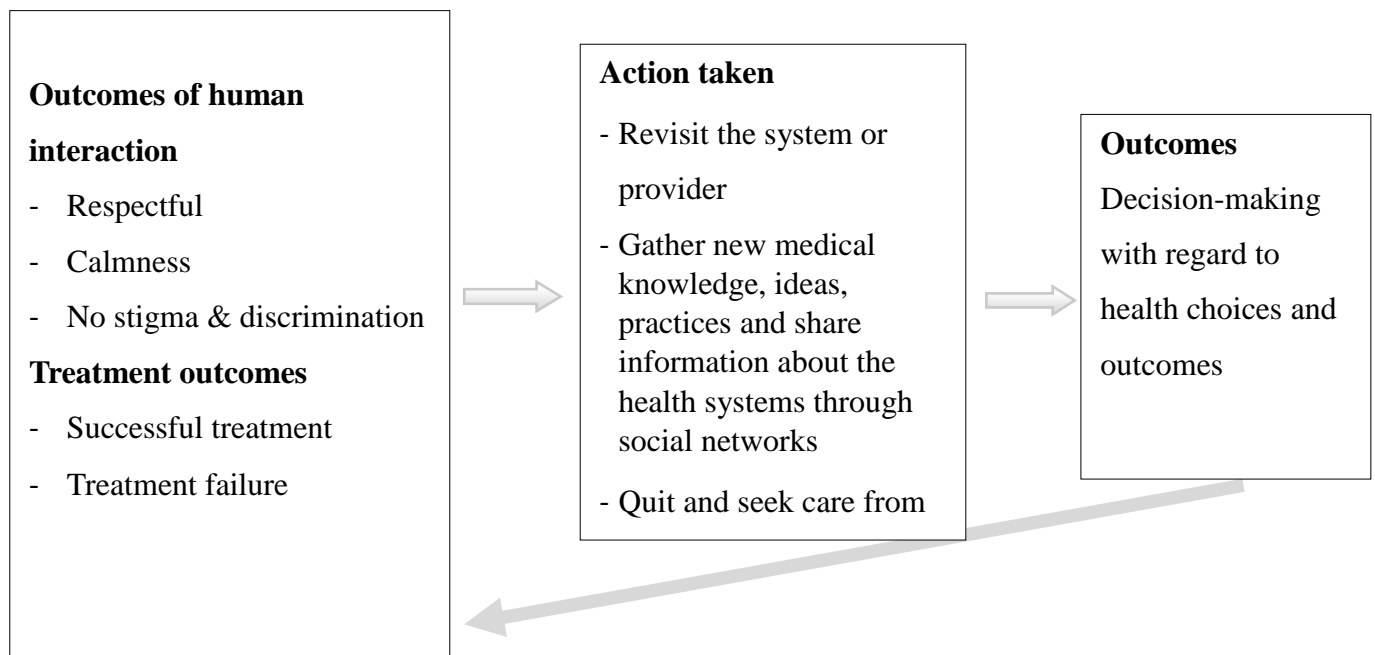 Outcomes of human
interaction
- Respectful
- Calmness
- No stigma & discrimination
Treatment outcomes
- Successful treatment
- Treatment failure
Action taken
- Revisit the system or
provider
- Gather new medical
knowledge, ideas,
practices and share
information about the
health systems through
social networks
- Quit and seek care from
Outcomes
Decision-making
with regard to
health choices and
outcomes